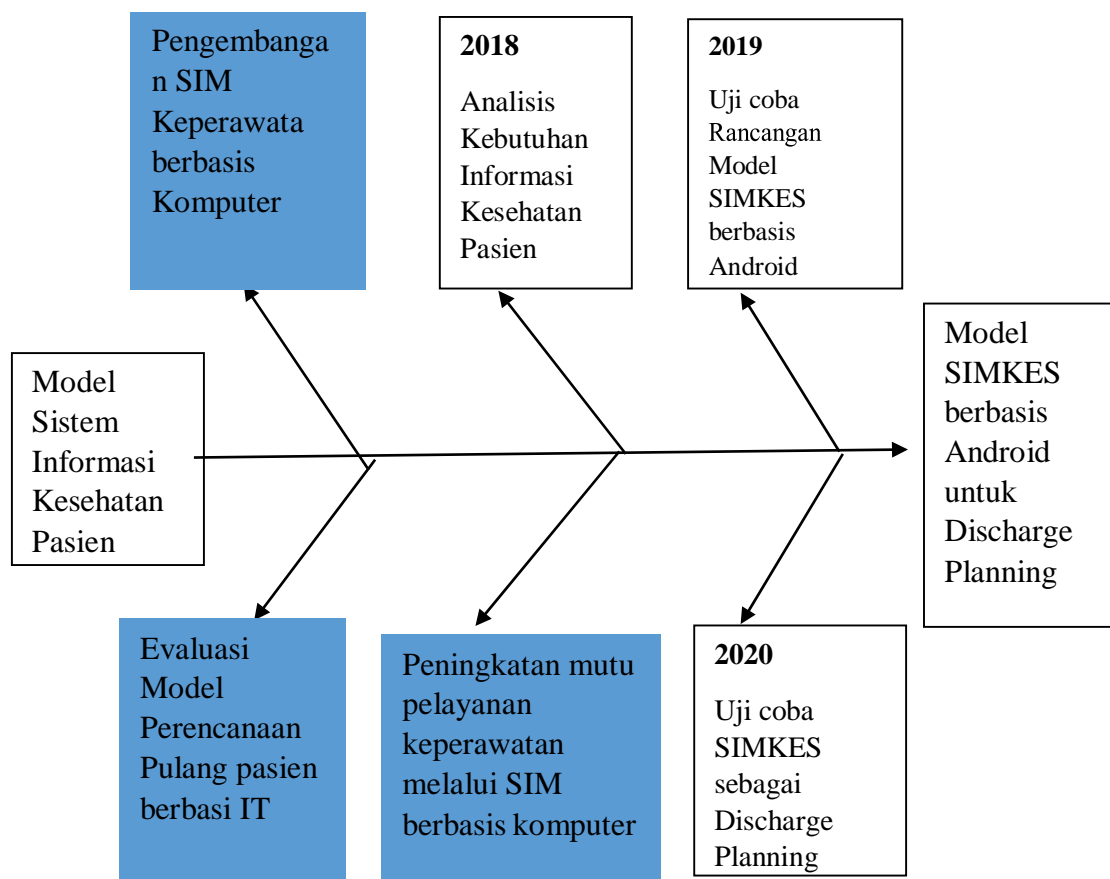 Pengembanga
n SIM
Keperawata
berbasis
Komputer
2018
Analisis
Kebutuhan
Informasi
Kesehatan
Pasien
2019
Uji coba
Rancangan
Model
SIMKES
berbasis
Android
Model
Sistem
Informasi
Kesehatan
Pasien
Model
SIMKES
berbasis
Android
untuk
Discharge
Planning
Evaluasi
Model
Perencanaan
Pulang pasien
berbasi IT
Peningkatan mutu
pelayanan
keperawatan
melalui SIM
berbasis komputer
2020
Uji coba
SIMKES
sebagai
Discharge
Planning